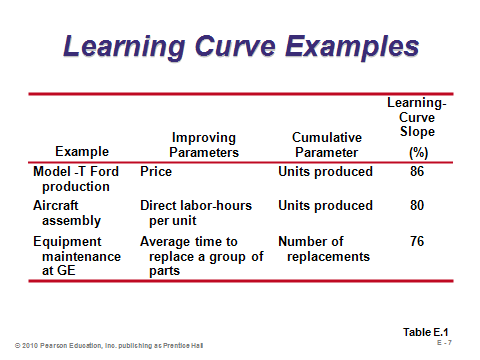 Learning Curve Examples
Learning-
Curve
Slope
Example Improving Parameters Cumulative Parameter (%)
Model -T Ford Price Units produced 86
production
Aircraft Direct labor-hours Units produced 80
assembly per unit
Equipment Average time to Number of 76
maintenance replace a group of replacements
at GE parts
Table E.1
E - 7
© 2010 Pearson Education, Inc. publishing as Prentice Hall